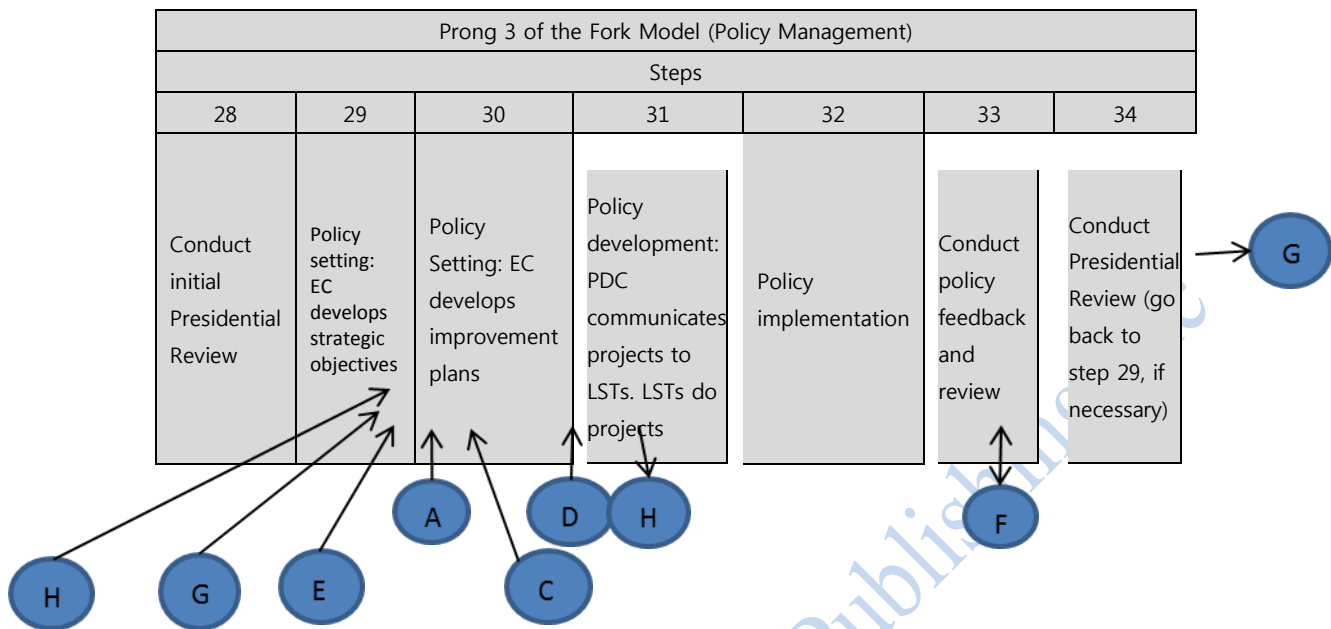 Prong 3 of the Fork Model (Policy Management)
Steps
28 29 30 31 32 33 34
Conduct
initial
Presidential
Review
Policy
setting:
EC
develops
strategic
objectives
Policy
Setting: EC
develops
improvement
plans
Policy
development:
PDC
communicates
projects to
LSTs. LSTs do
projects
Policy
implementation
Conduct
policy
feedback
and
review
Conduct
Presidential
Review (go
back to
step 29, if
necessary)
G
A
D
H
F
H
G
E
C